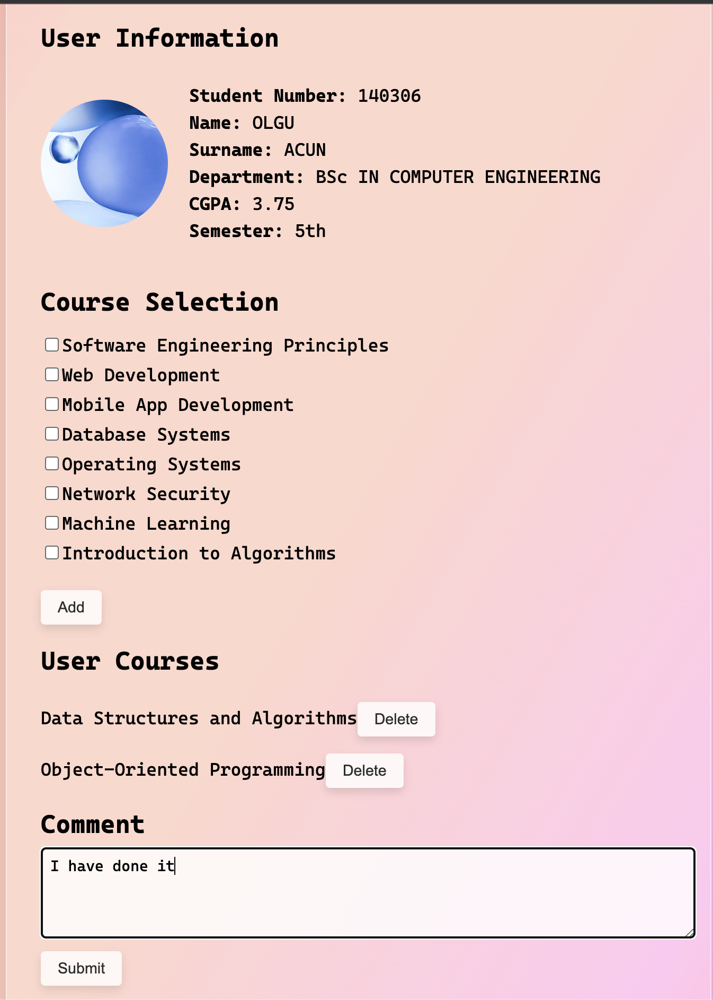 User Information
Student Number: 140306
Name: OLGU
Surname: ACUN
Department: BSc IN COMPUTER ENGINEERING
CGPA: 3.75
Semester: 5th
Course Selection
Software Engineering Principles
Web Development
Mobile App Development
Database Systems
Operating Systems
Network Security
Machine Learning
Introduction to Algorithms
Add
User Courses
Data Structures and Algorithms Delete
Object-Oriented Programming Delete
Comment
I have done it
Submit